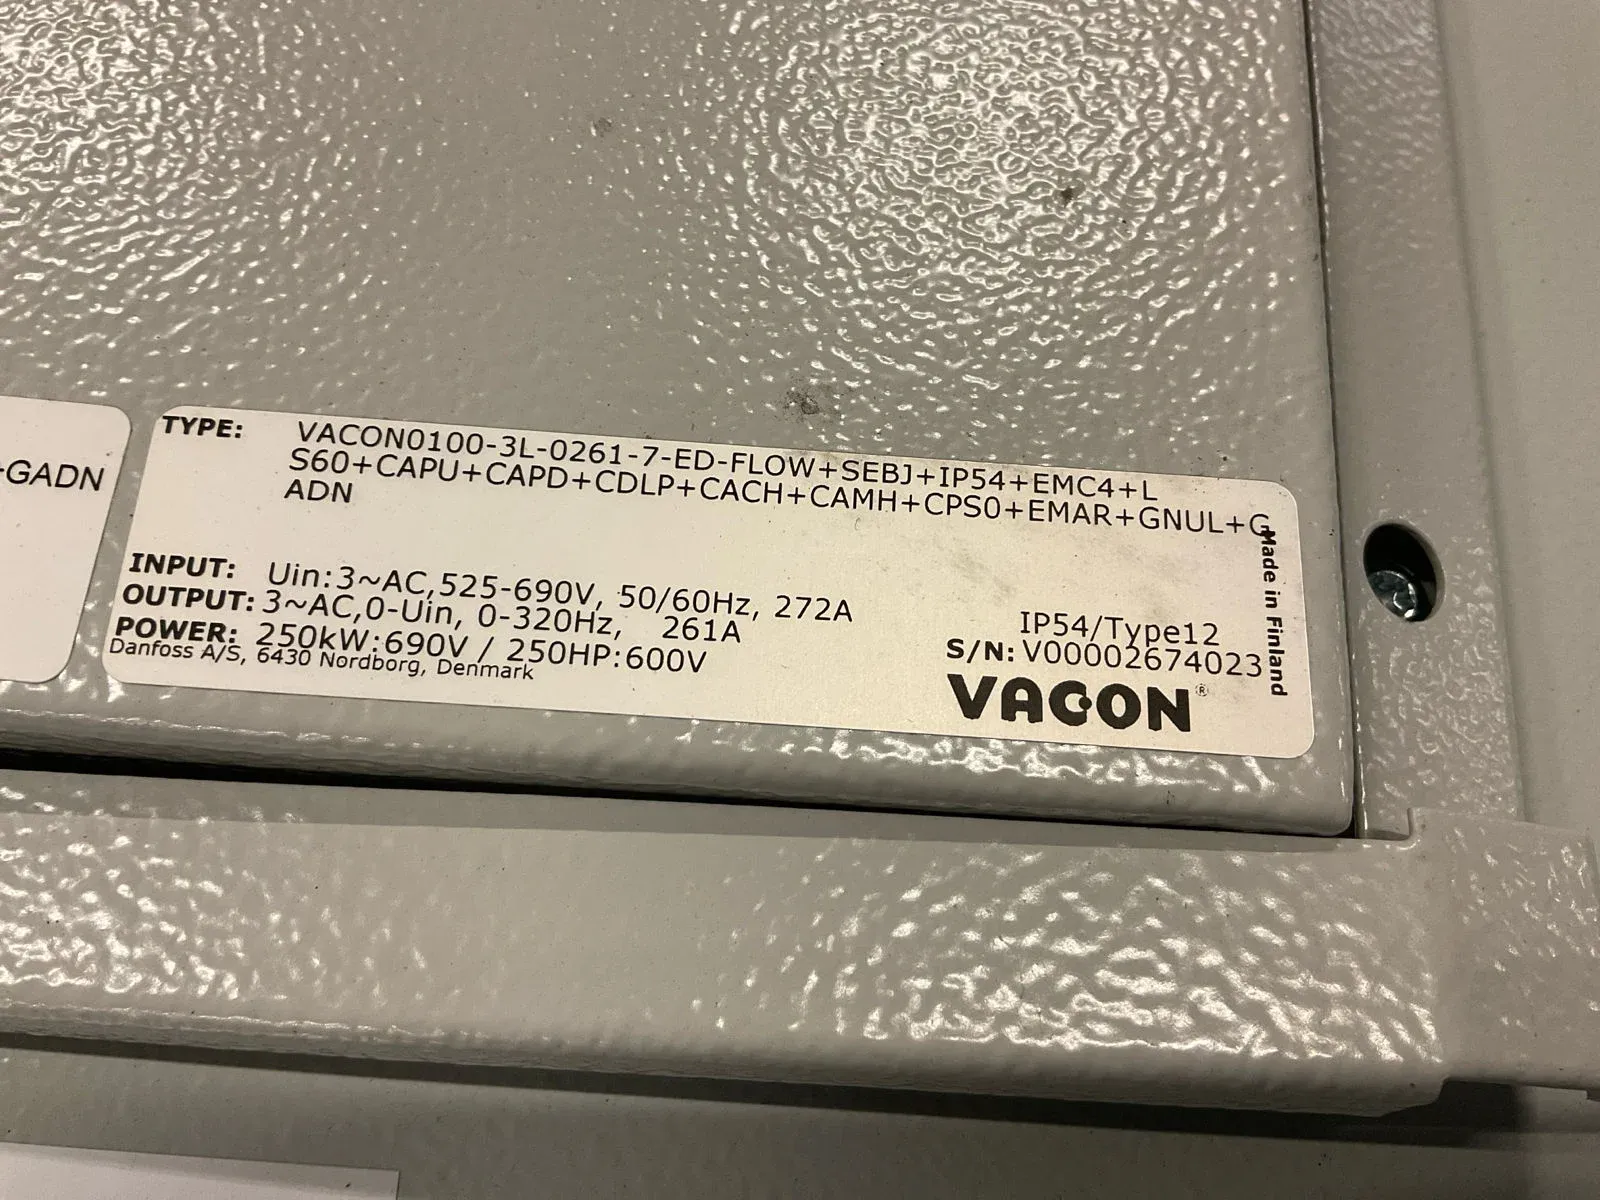 +GADN
TYPE: VACON0100-3L-0261-7-ED-FLOW+SEBJ+IP54+EMC4+L
S60+CAPU+CAPD+CDLP+CACH+CAMH+CPS0+EMAR+GNUL+G
ADN
INPUT: Uin:3~AC,525-690V, 50/60Hz, 272A
OUTPUT: 3~AC,0-Uin, 0-320Hz, 261A
POWER: 250kW:690V / 250HP:600V
Danfoss A/S, 6430 Nordborg, Denmark
IP54/Type12
S/N: V00002674023
VACON®
Made in Finland